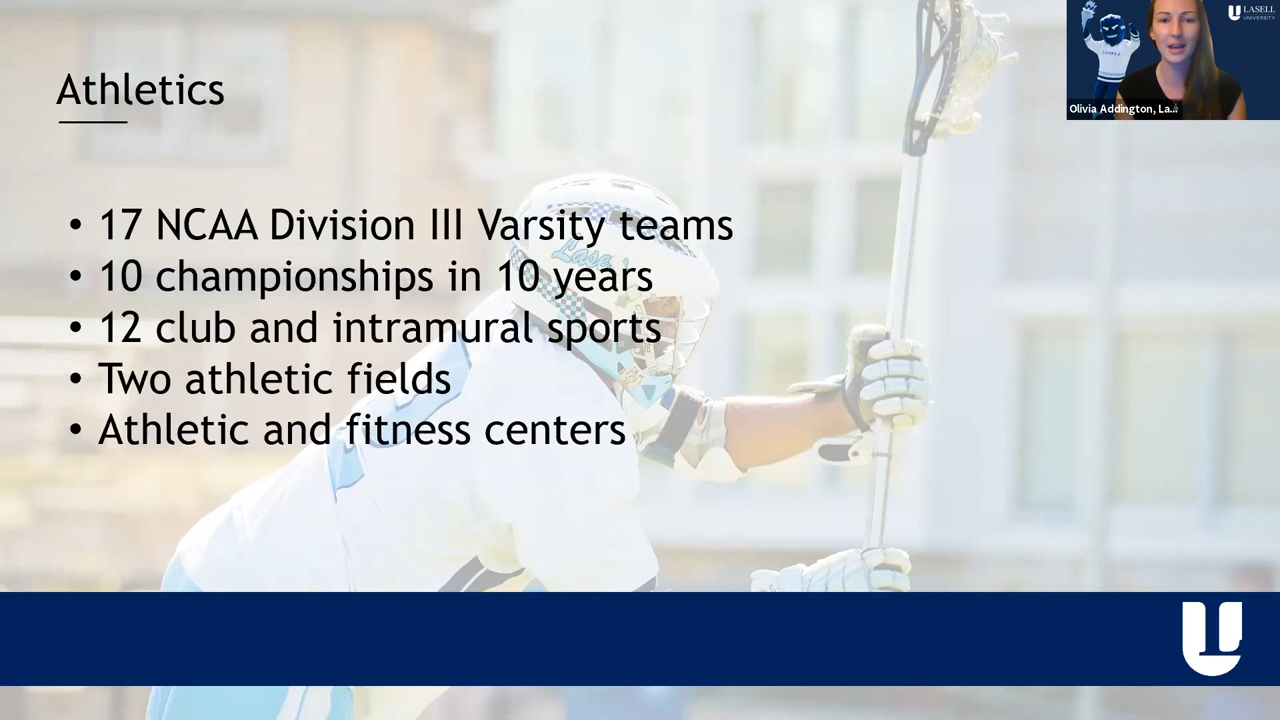 Athletics
• 17 NCAA Division III Varsity teams
• 10 championships in 10 years
• 12 club and intramural sports
• Two athletic fields
• Athletic and fitness centers
LASELL
UNIVERSITY
Olivia Addington, La...